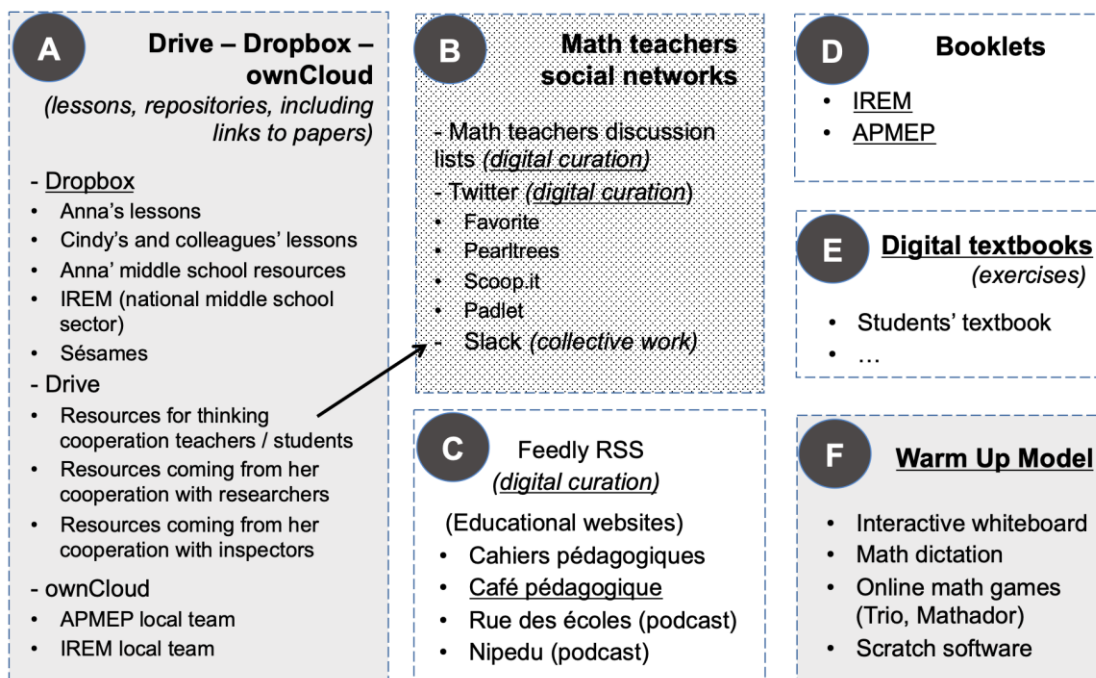 A
Drive – Dropbox –
ownCloud
(lessons, repositories, including
links to papers)
- Dropbox
• Anna's lessons
• Cindy's and colleagues' lessons
• Anna' middle school resources
• IREM (national middle school
sector)
• Sésames
- Drive
• Resources for thinking
cooperation teachers / students
• Resources coming from her
cooperation with researchers
• Resources coming from her
cooperation with inspectors
- ownCloud
• APMEP local team
• IREM local team
B
Math teachers
social networks
- Math teachers discussion
lists (digital curation)
- Twitter (digital curation)
• Favorite
• Pearltrees
• Scoop.it
• Padlet
- Slack (collective work)
C
Feedly RSS
(digital curation)
(Educational websites)
• Cahiers pédagogiques
• Café pédagogique
• Rue des écoles (podcast)
• Nipedu (podcast)
D
Booklets
• IREM
• APMEP
E
Digital textbooks
(exercises)
• Students' textbook
• …
F
Warm Up Model
• Interactive whiteboard
• Math dictation
• Online math games
(Trio, Mathador)
• Scratch software